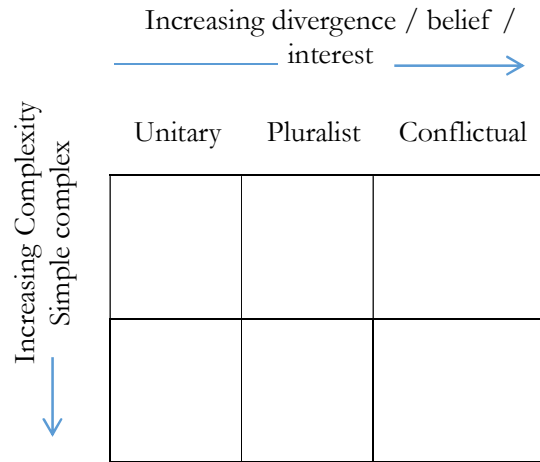 Increasing divergence / belief /
interest
Unitary Pluralist Conflictual
Increasing Complexity
Simple complex